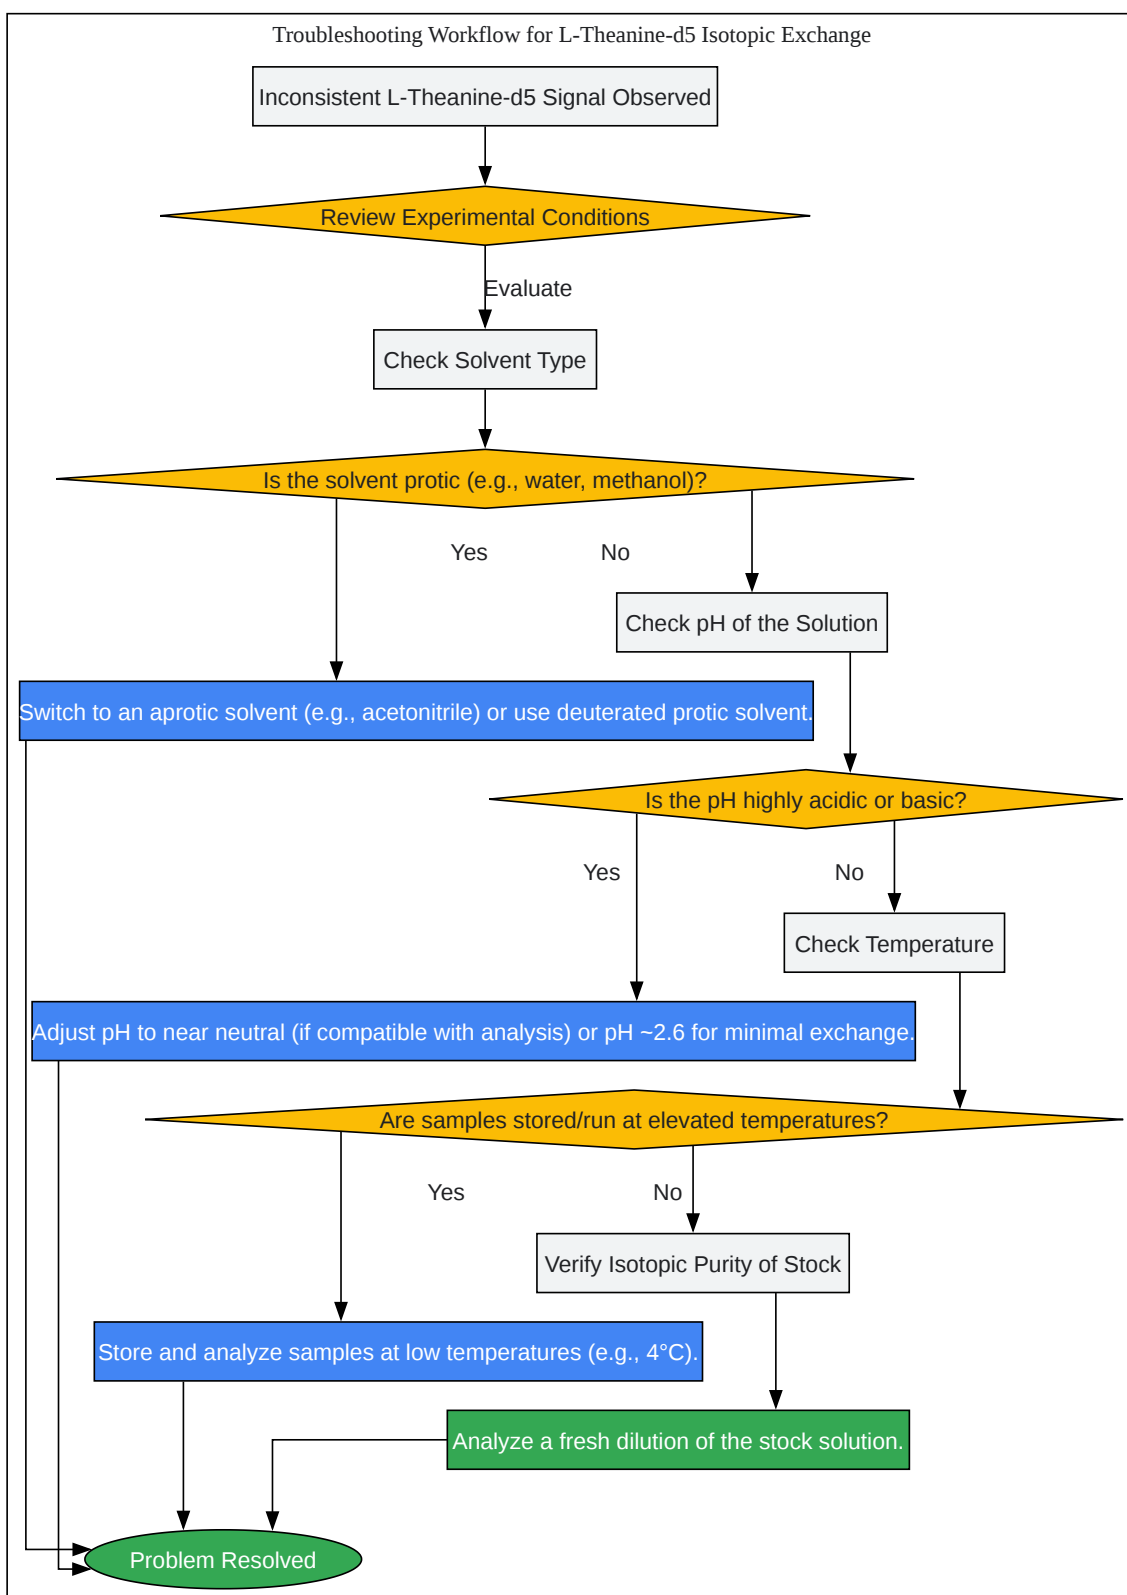 Troubleshooting Workflow for L-Theanine-d5 Isotopic Exchange
Inconsistent L-Theanine-d5 Signal Observed
Review Experimental Conditions
Evaluate
Check Solvent Type
Is the solvent protic (e.g., water, methanol)?
Yes
No
Check pH of the Solution
Switch to an aprotic solvent (e.g., acetonitrile) or use deuterated protic solvent.
Is the pH highly acidic or basic?
Yes
No
Check Temperature
Adjust pH to near neutral (if compatible with analysis) or pH ~2.6 for minimal exchange.
Are samples stored/run at elevated temperatures?
Yes
No
Verify Isotopic Purity of Stock
Store and analyze samples at low temperatures (e.g., 4°C).
Analyze a fresh dilution of the stock solution.
Problem Resolved